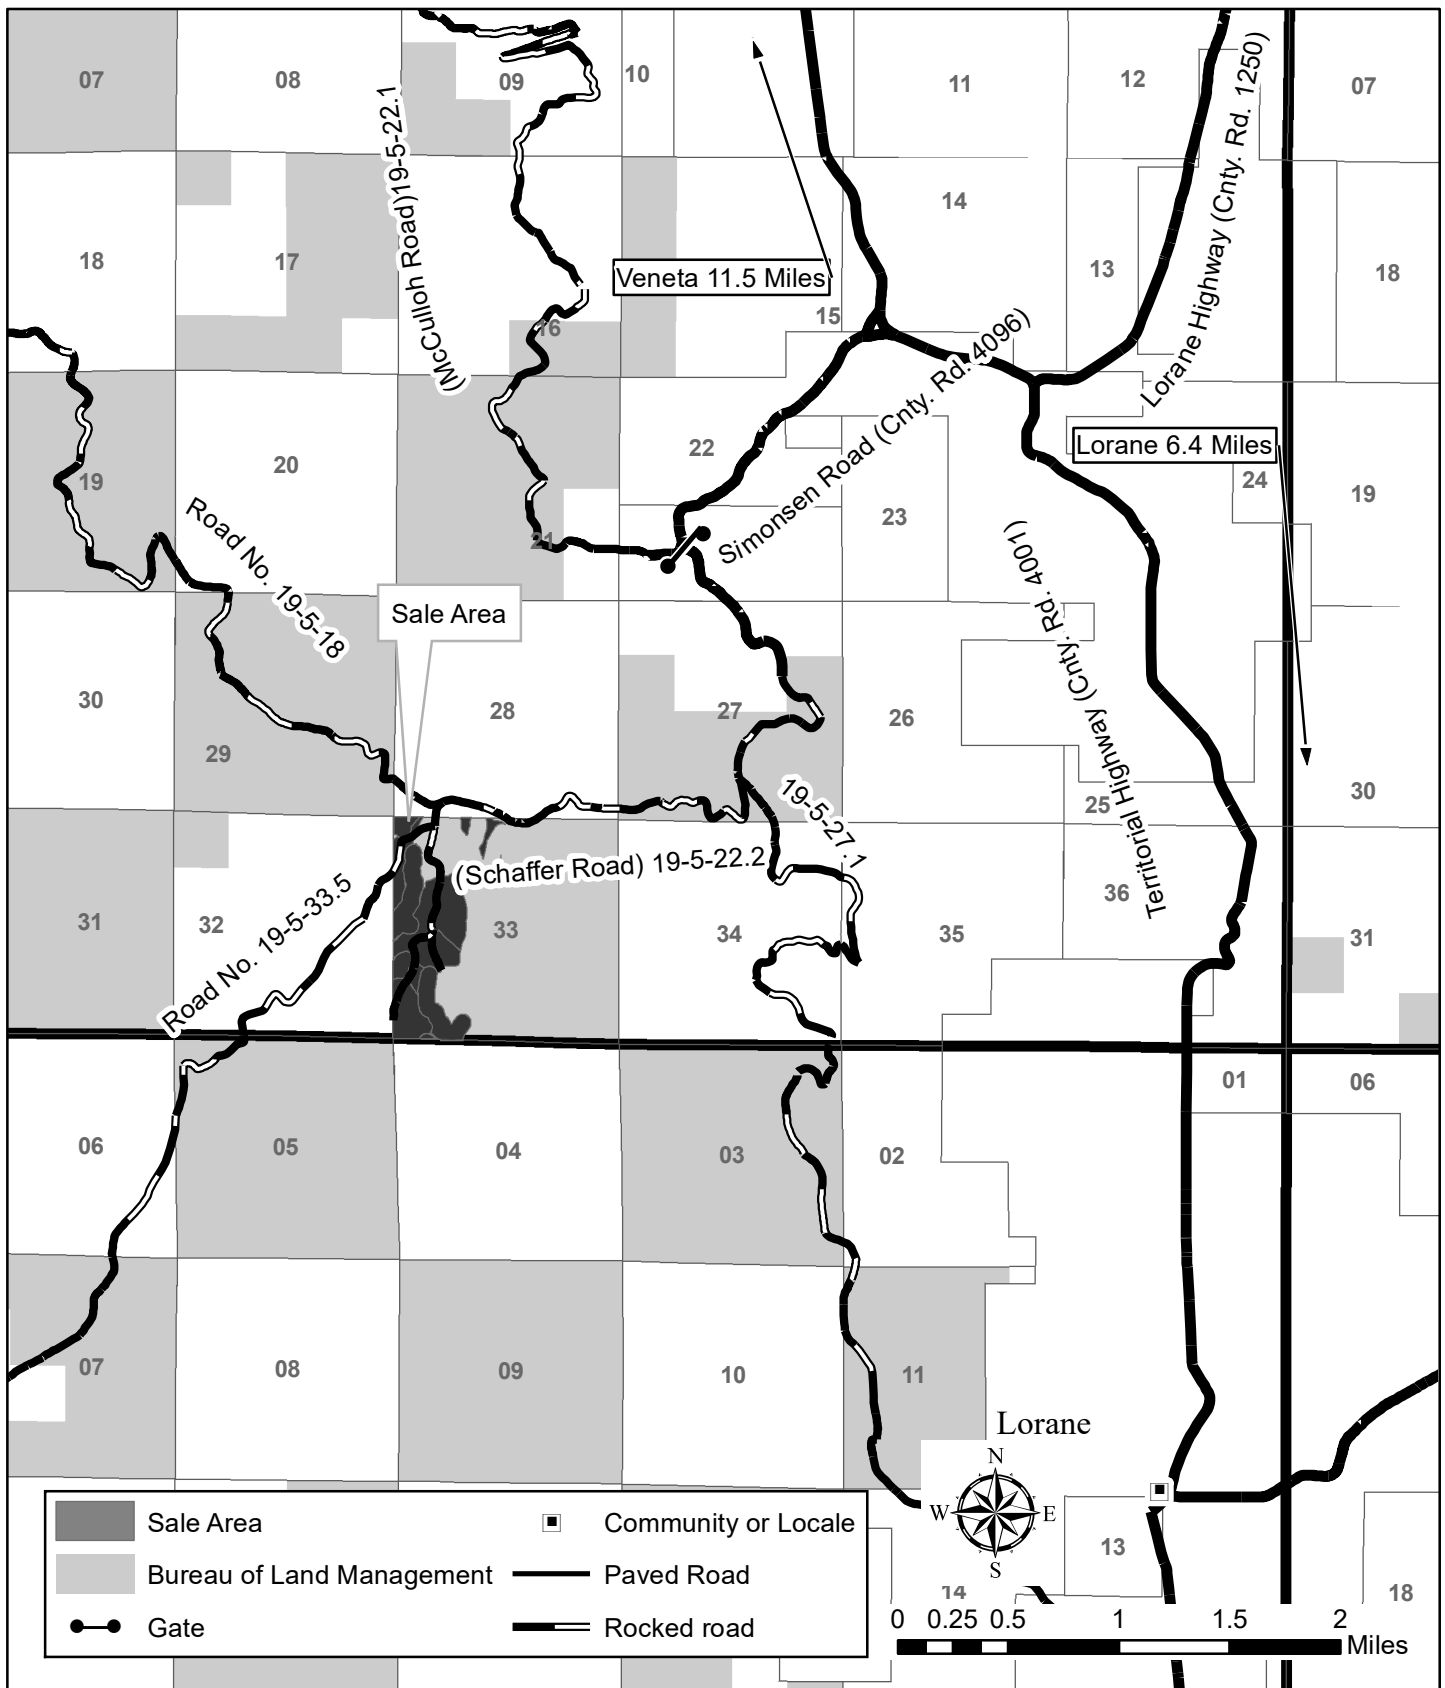 07
08
09
10
11
12
07
(McCulloh Road)19-5-22.1
Lorane Highway (Cnty. Rd. 1250)
18
17
16
15
14
13
18
Veneta 11.5 Miles
Simonsen Road (Cnty. Rd. 4096)
Lorane 6.4 Miles
19
20
21
22
23
24
19
Road No. 19-5-18
Territorial Highway (Cnty. Rd. 4001)
Sale Area
30
29
28
27
26
25
30
19-5-27.1
(Schaffer Road) 19-5-22.2
Road No. 19-5-33.5
31
32
33
34
35
36
31
06
05
04
03
02
01
06
07
08
09
10
11
Lorane
N
W
E
S
13
14
18
Sale Area
Bureau of Land Management
Gate
Community or Locale
Paved Road
Rocked road
0 0.25 0.5 1 1.5 2
Miles